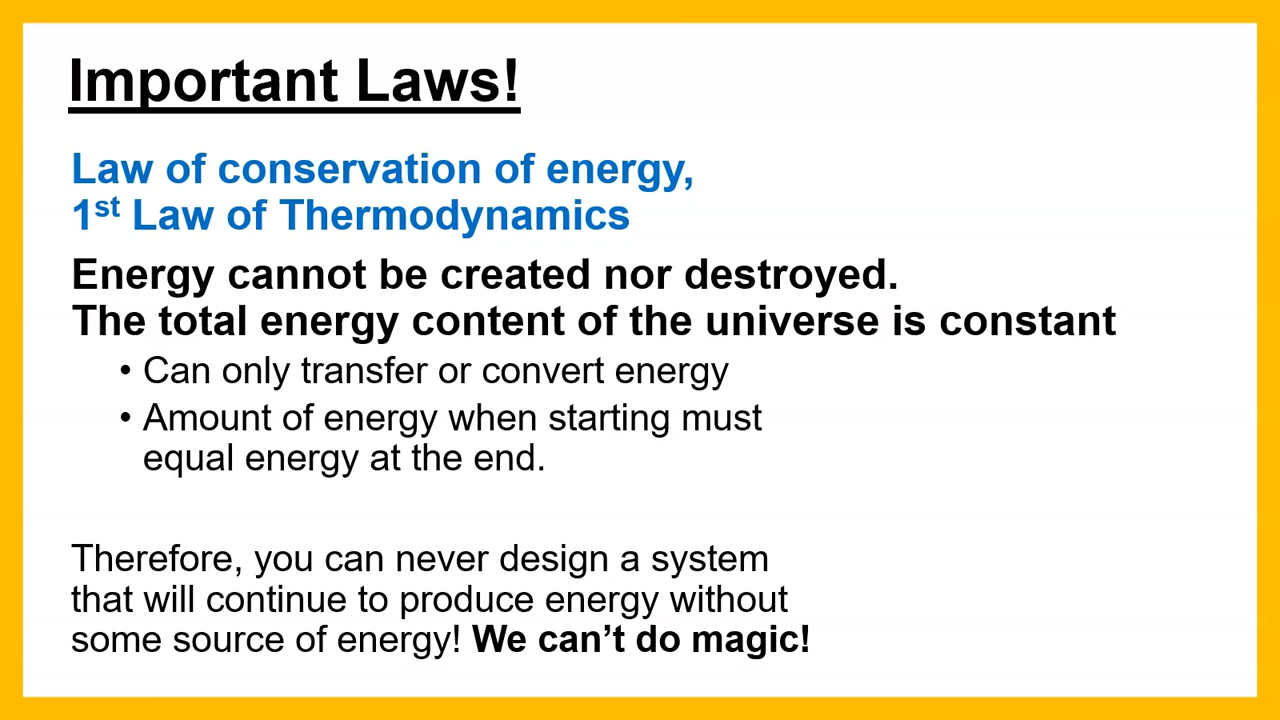 Important Laws!
Law of conservation of energy,
1st Law of Thermodynamics
Energy cannot be created nor destroyed.
The total energy content of the universe is constant
• Can only transfer or convert energy
• Amount of energy when starting must
equal energy at the end.
Therefore, you can never design a system
that will continue to produce energy without
some source of energy! We can’t do magic!